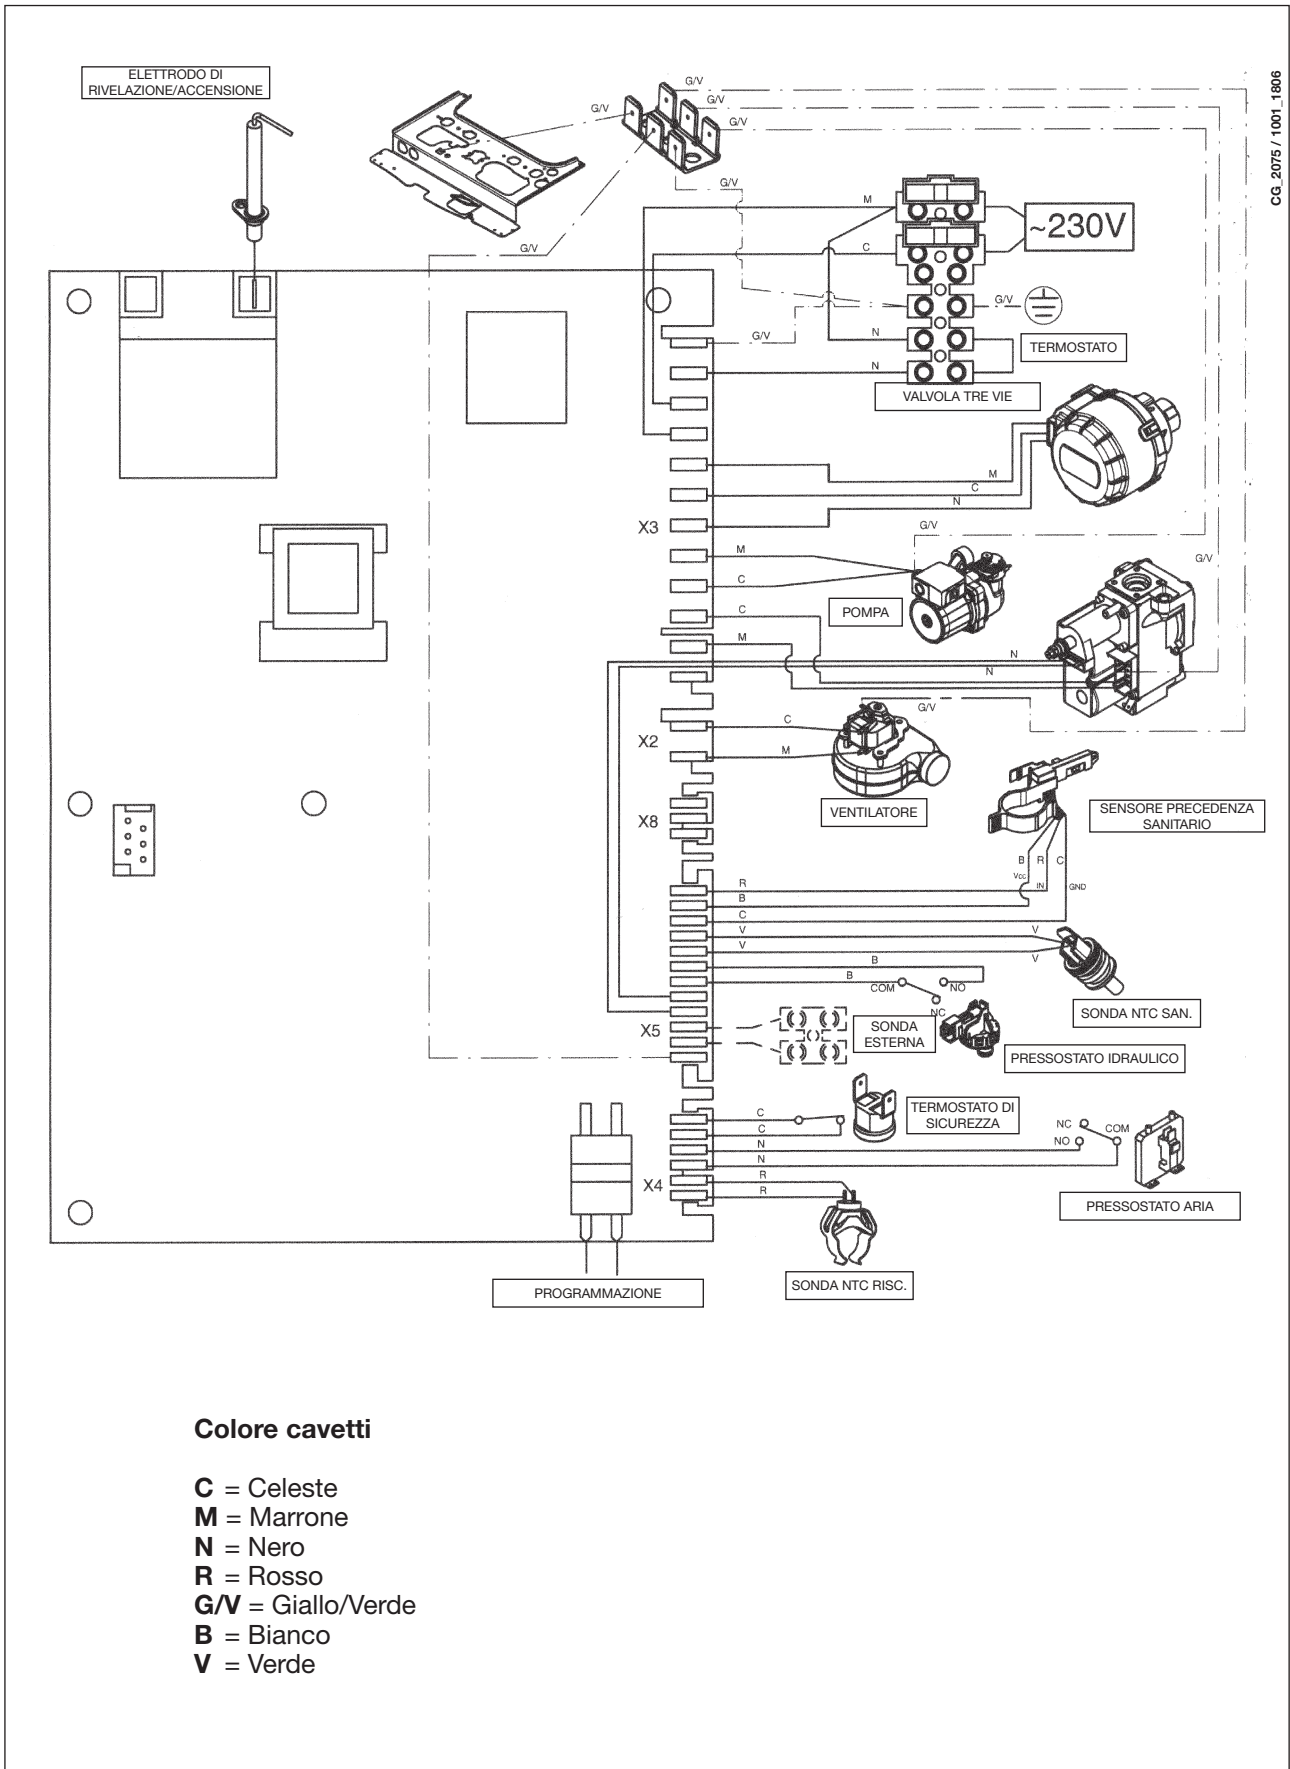 ELETTRODO DI
RIVELAZIONE/ACCENSIONE
CG_2075 / 1001_1806
G/V
G/V
G/V
G/V
G/V
G/V
M
~230V
C
G/V
G/V
N
TERMOSTATO
N
VALVOLA TRE VIE
M
C
N
X3
G/V
M
G/V
C
POMPA
C
M
N
N
G/V
C
X2
M
VENTILATORE
SENSORE PRECEDENZA
SANITARIO
X8
B R C
Vcc
IN
GND
R
B
C
V
V
V
V
B
B
COM
NO
NC
SONDA NTC SAN.
X5
SONDA
ESTERNA
PRESSOSTATO IDRAULICO
TERMOSTATO DI
SICUREZZA
C
C
N
N
NC
COM
NO
R
X4
R
PRESSOSTATO ARIA
SONDA NTC RISC.
PROGRAMMAZIONE
Colore cavetti
C = Celeste
M = Marrone
N = Nero
R = Rosso
G/V = Giallo/Verde
B = Bianco
V = Verde